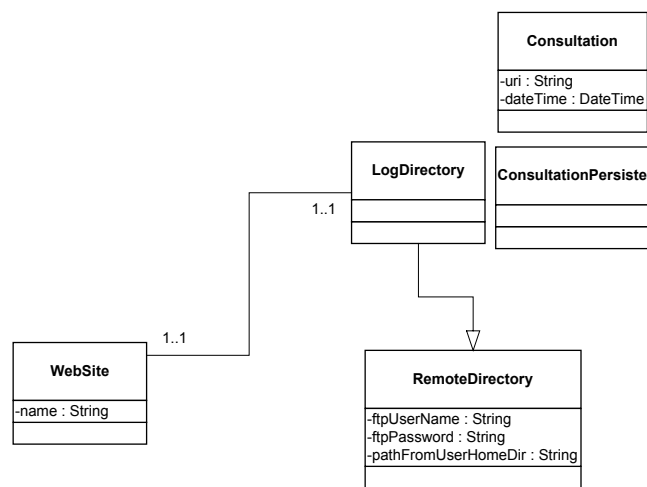 Consultation
-uri : String
-dateTime : DateTime
LogDirectory
ConsultationPersiste
1..1
1..1
WebSite
-name : String
RemoteDirectory
-ftpUserName : String
-ftpPassword : String
-pathFromUserHomeDir : String